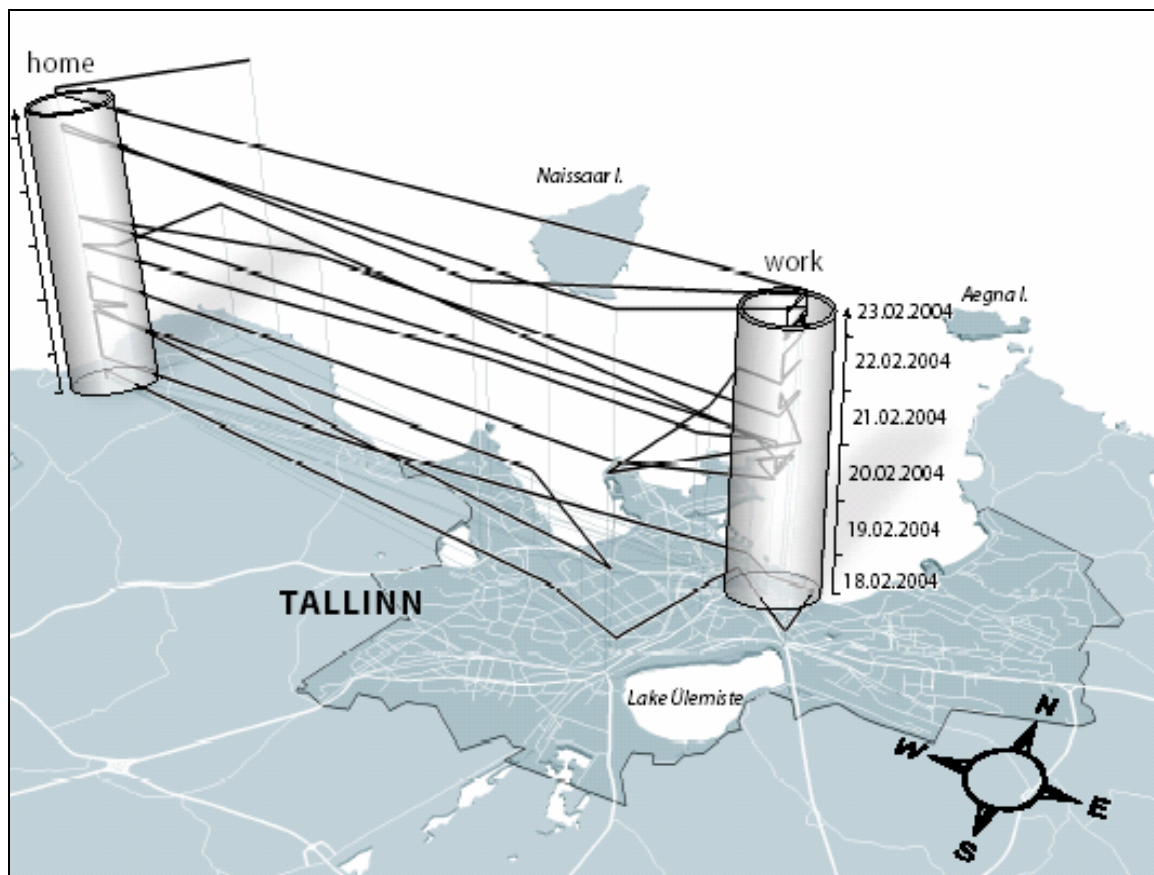 home
Naissaar I.
work
Aegna I.
23.02.2004
22.02.2004
21.02.2004
20.02.2004
19.02.2004
18.02.2004
TALLINN
Lake Ülemiste
N
W
E
S